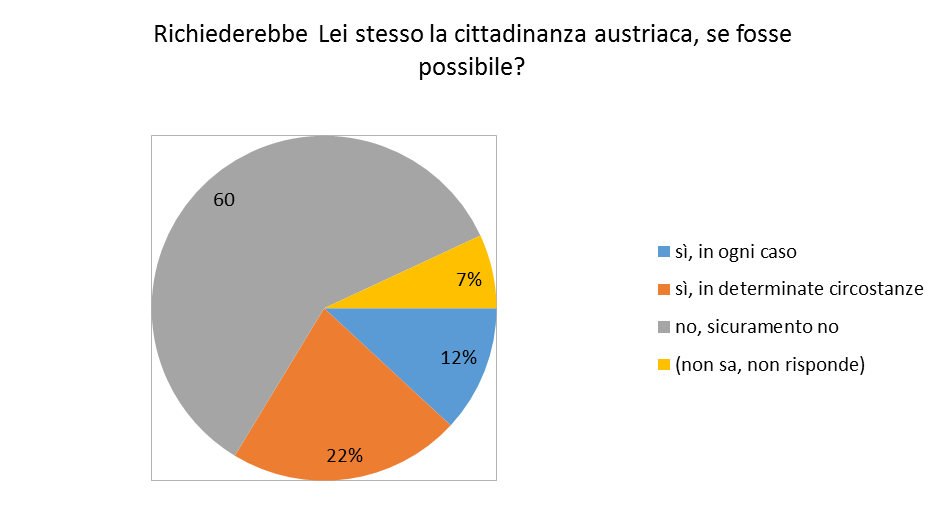 Richiederebbe Lei stesso la cittadinanza austriaca, se fosse
possibile?
60
7%
12%
22%
sì, in ogni caso
sì, in determinate circostanze
no, sicuramento no
(non sa, non risponde)